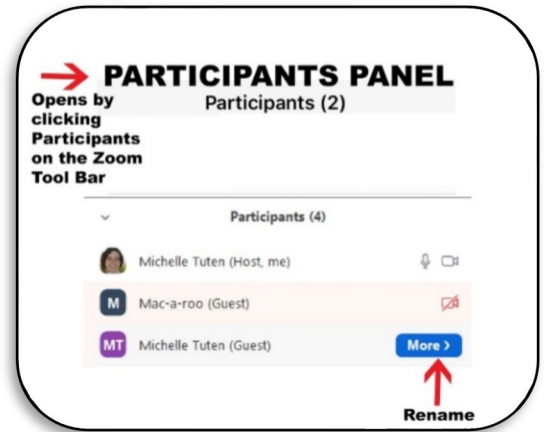 PARTICIPANTS PANEL
Opens by
clicking
Participants
on the Zoom
Tool Bar
Participants (2)
Participants (4)
Michelle Tuten (Host, me)
M Mac-a-roo (Guest)
MT Michelle Tuten (Guest) More >
Rename